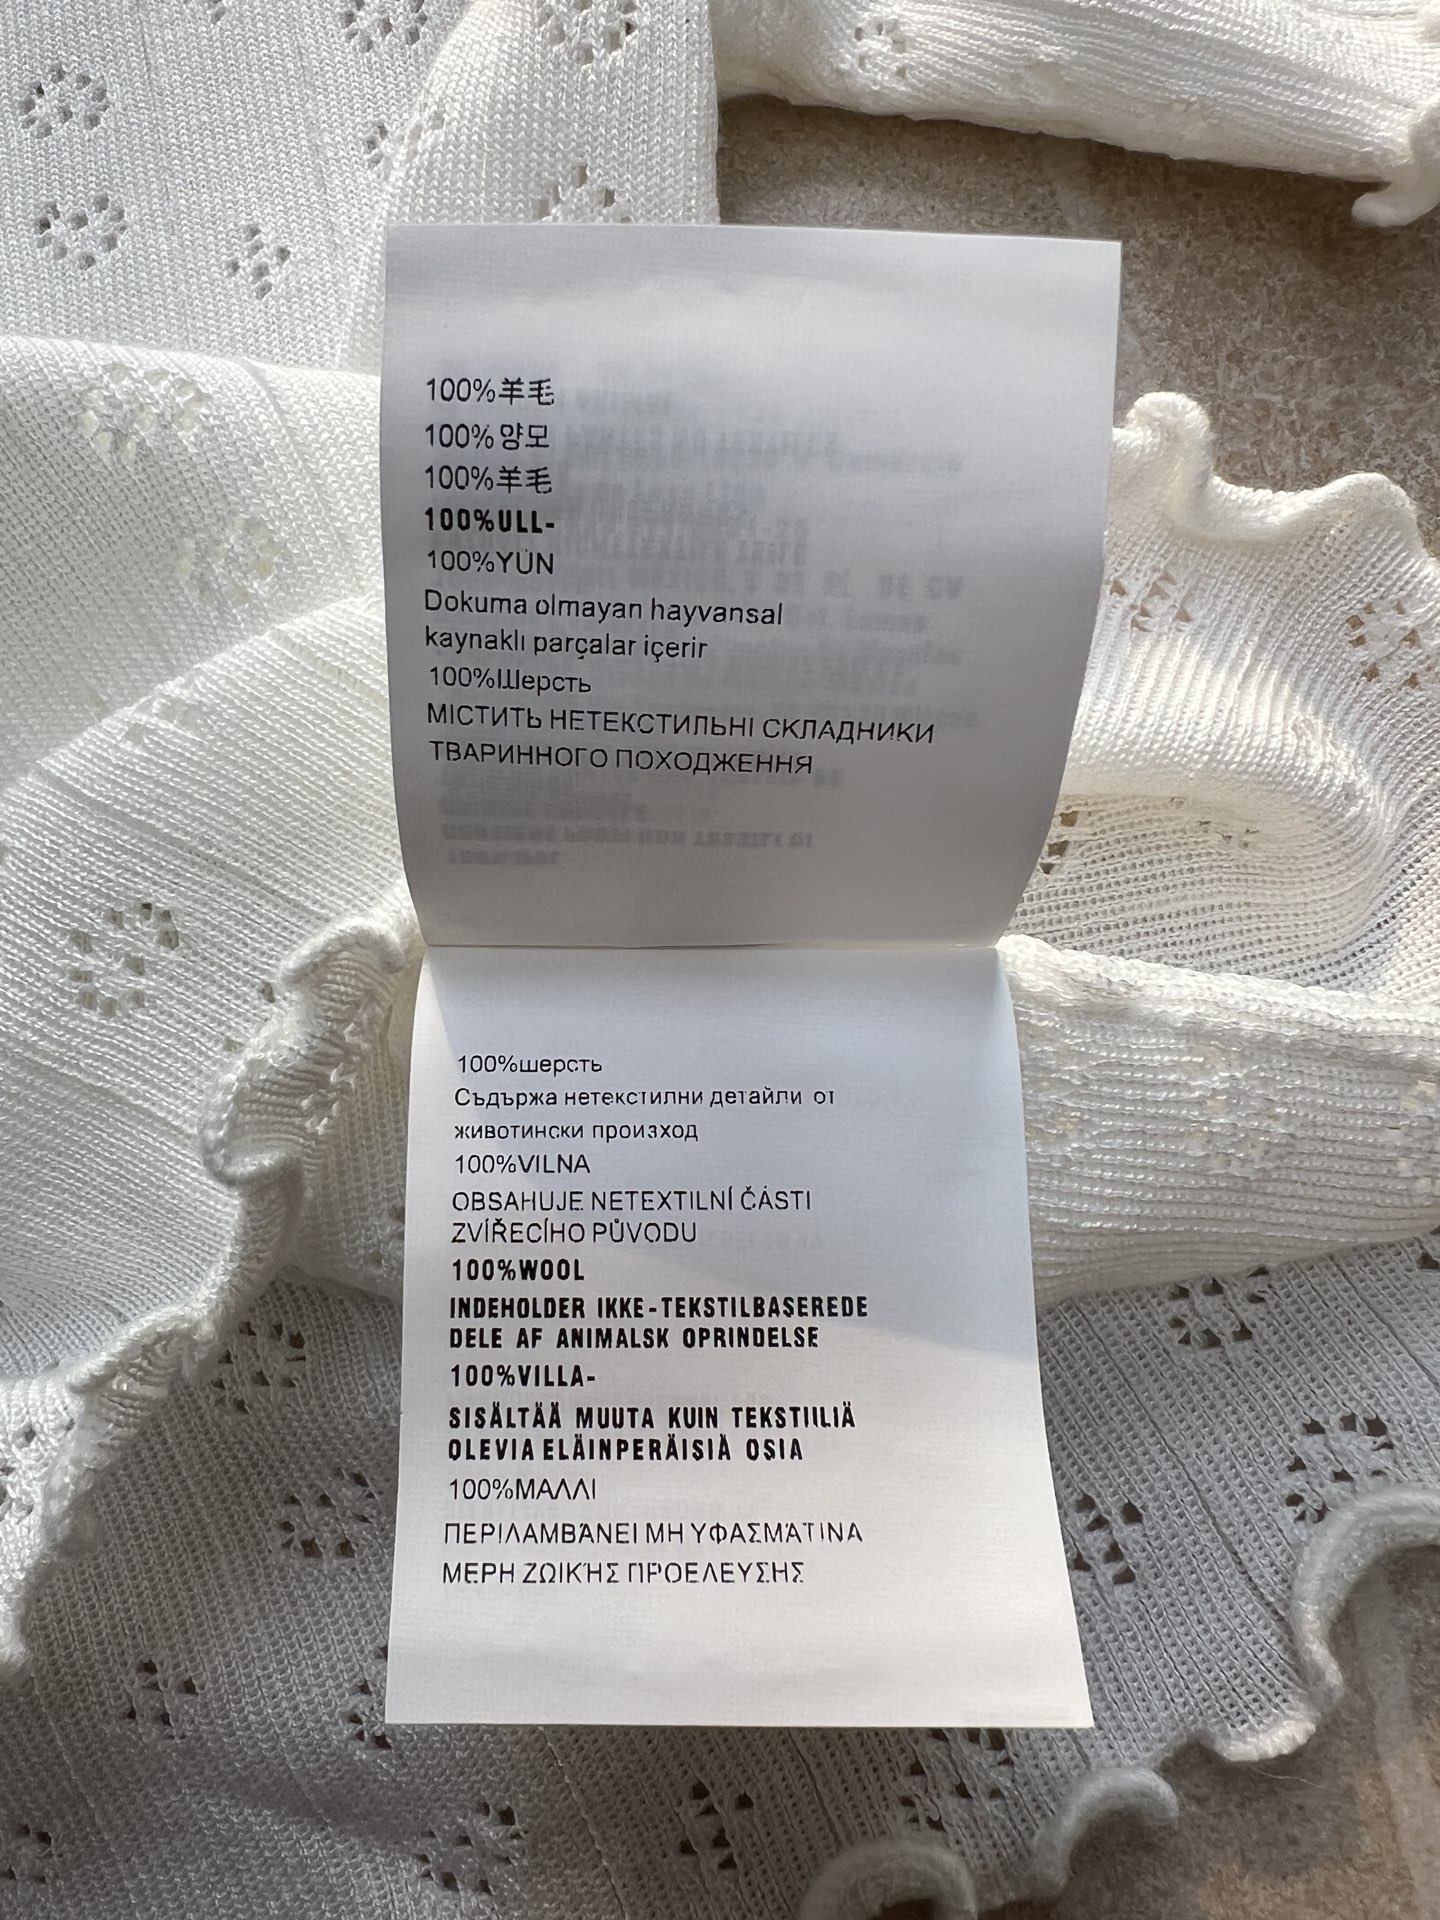 100%羊毛
100%양모
100%羊毛
100%ULL-
100%YÜN
Dokuma olmayan hayvansal
kaynaklı parçalar içerir
100%Шерсть
МІСТИТЬ НЕТЕКСТИЛЬНІ СКЛАДНИКИ
ТВАРИННОГО ПОХОДЖЕННЯ
100%шерсть
Съдържа нетекстилни детайли от
животински произход
100%VILNA
OBSAHUJE NETEXTILNÍ ČÁSTI
ZVÍŘECÍHO PŮVODU
100%WOOL
INDEHOLDER IKKE-TEKSTILBASEREDE
DELE AF ANIMALSK OPRINDELSE
100%VILLA-
SISÄLTÄÄ MUUTA KUIN TEKSTIILIÄ
OLEVIA ELÄINPERÄISIÄ OSIA
100%ΜΑΛΛΙ
ΠΕΡΙΛΑΜΒΆΝΕΙ ΜΗ ΥΦΑΣΜΆΤΙΝΑ
ΜΕΡΗ ΖΩΙΚΉΣ ΠΡΟΕΛΕΥΣΗΣ